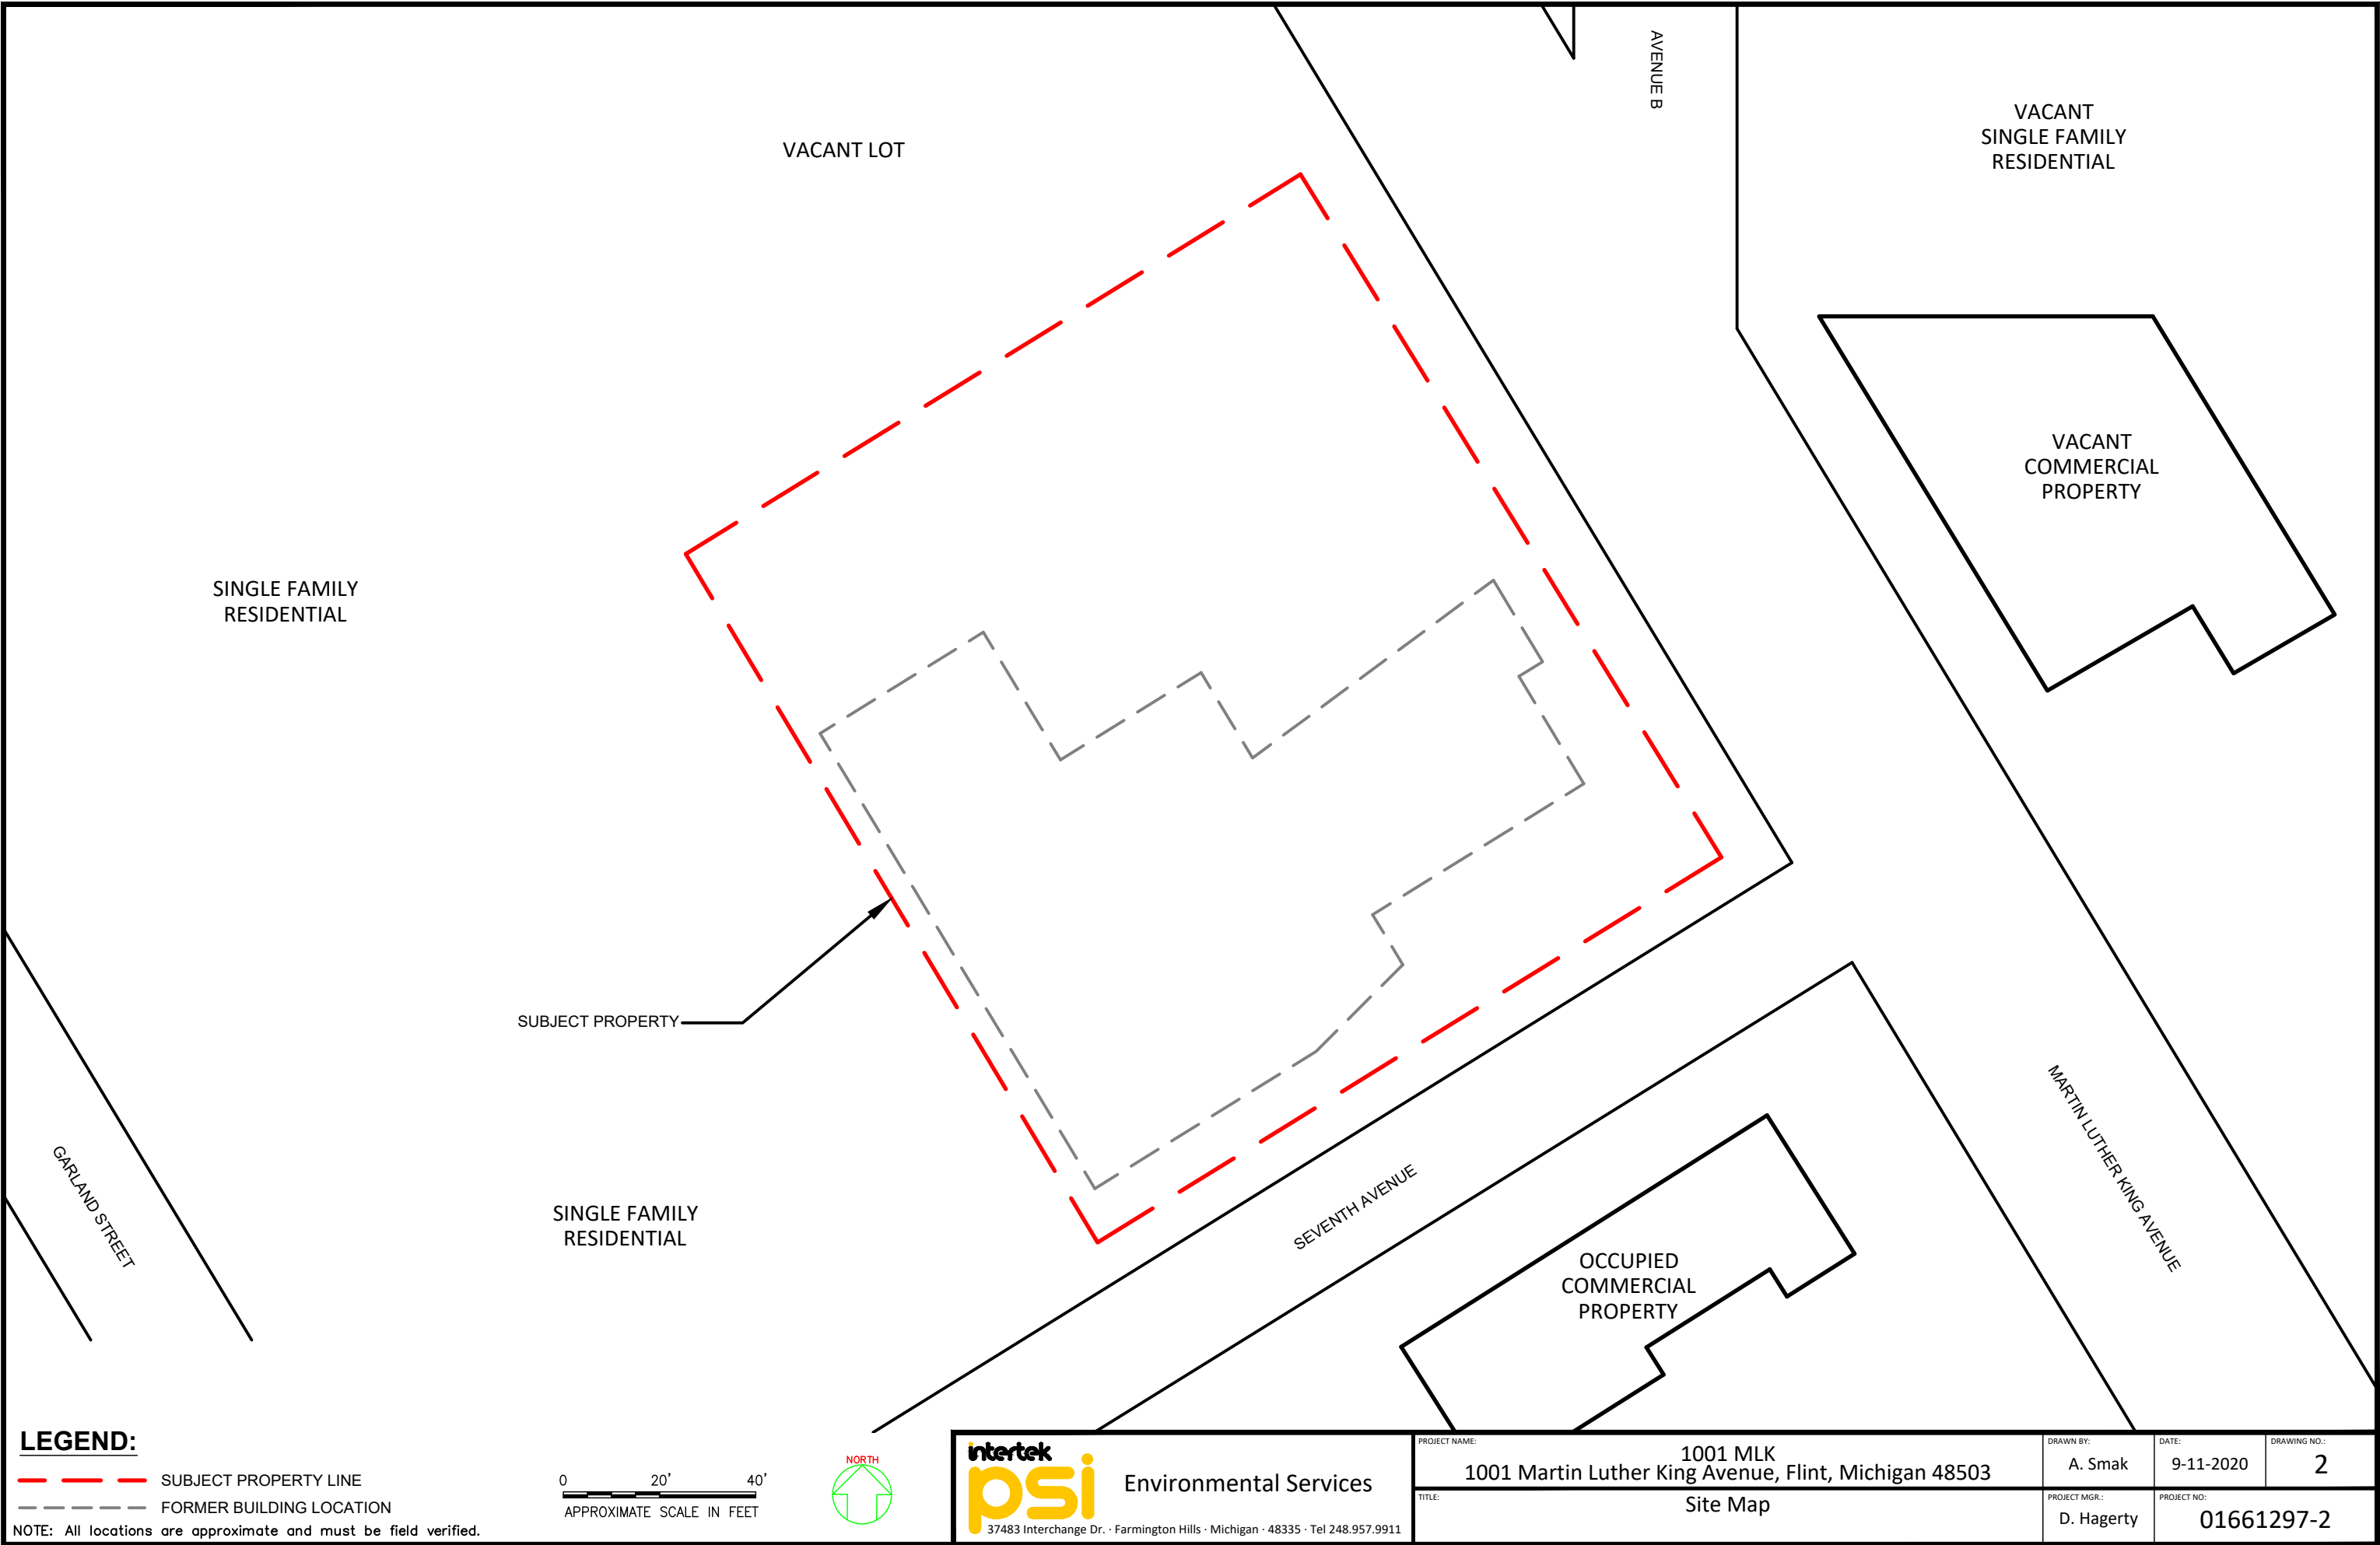 AVENUE B
VACANT
SINGLE FAMILY
RESIDENTIAL
VACANT LOT
VACANT
COMMERCIAL
PROPERTY
SINGLE FAMILY
RESIDENTIAL
SUBJECT PROPERTY
MARTIN LUTHER KING AVENUE
GARLAND STREET
SINGLE FAMILY
RESIDENTIAL
SEVENTH AVENUE
OCCUPIED
COMMERCIAL
PROPERTY
LEGEND:
SUBJECT PROPERTY LINE
FORMER BUILDING LOCATION
NOTE: All locations are approximate and must be field verified.
0 20' 40'
APPROXIMATE SCALE IN FEET
NORTH
intertek
psi
Environmental Services
37483 Interchange Dr. · Farmington Hills · Michigan · 48335 · Tel 248.957.9911
PROJECT NAME:
1001 MLK
1001 Martin Luther King Avenue, Flint, Michigan 48503
TITLE:
Site Map
DRAWN BY:
A. Smak
DATE:
9-11-2020
DRAWING NO.:
2
PROJECT MGR.:
D. Hagerty
PROJECT NO:
01661297-2